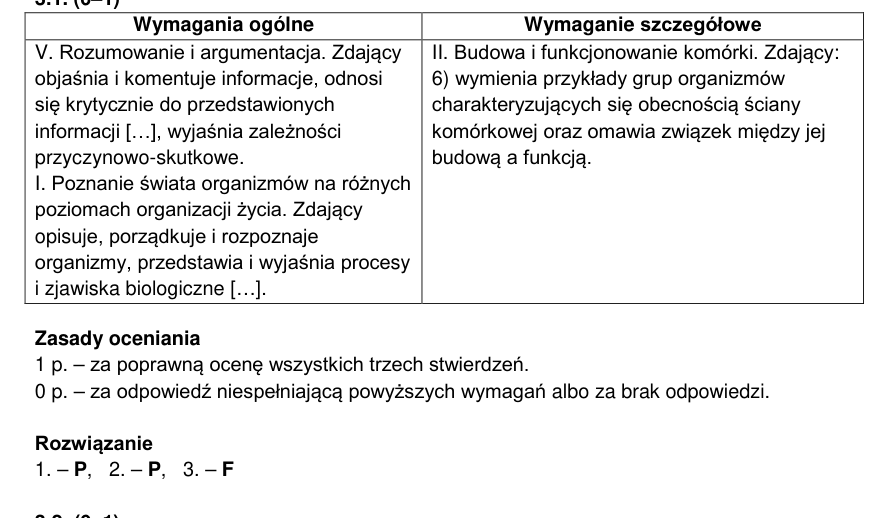 3.1. (0–1)
Wymagania ogólne
Wymaganie szczegółowe
V. Rozumowanie i argumentacja. Zdający
objaśnia i komentuje informacje, odnosi
się krytycznie do przedstawionych
informacji […], wyjaśnia zależności
przyczynowo-skutkowe.
I. Poznanie świata organizmów na różnych
poziomach organizacji życia. Zdający
opisuje, porządkuje i rozpoznaje
organizmy, przedstawia i wyjaśnia procesy
i zjawiska biologiczne […].
II. Budowa i funkcjonowanie komórki. Zdający:
6) wymienia przykłady grup organizmów
charakteryzujących się obecnością ściany
komórkowej oraz omawia związek między jej
budową a funkcją.
Zasady oceniania
1 p. – za poprawną ocenę wszystkich trzech stwierdzeń.
0 p. – za odpowiedź niespełniającą powyższych wymagań albo za brak odpowiedzi.
Rozwiązanie
1. – P, 2. – P, 3. – F